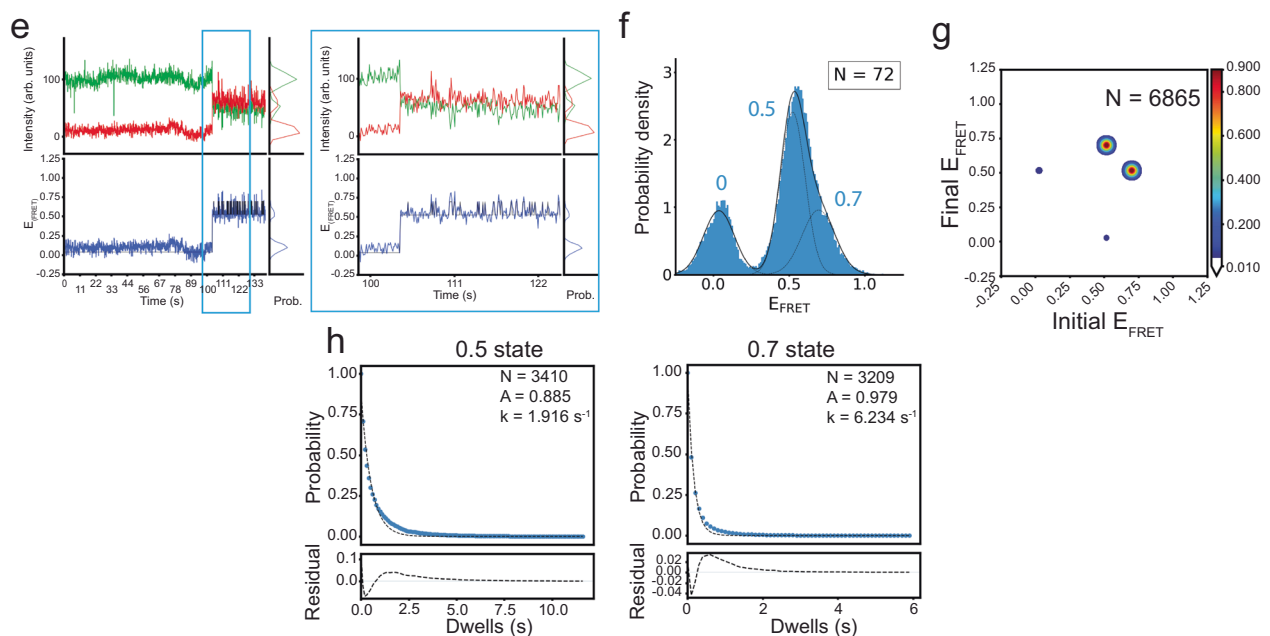 e
Intensity (arb. units)
100
0
E(FRET)
1.25
1.00
0.75
0.50
0.25
0.00
-0.25
0 22 44 67 89 111 133
11 33 56 78 100 122
Time (s)
Prob.
Intensity (arb. units)
100
0
E(FRET)
1.25
1.00
0.75
0.50
0.25
0.00
-0.25
100 111 122
Time (s)
Prob.
f
N = 72
Probability density
3
2
1
0
0
0.5
0.7
0.0 0.5 1.0
EFRET
g
N = 6865
Final EFRET
1.25
1.00
0.75
0.50
0.25
0.00
-0.25
-0.25 0.00 0.25 0.50 0.75 1.00 1.25
Initial EFRET
0.900
0.800
0.600
0.400
0.200
0.010
h
0.5 state
N = 3410
A = 0.885
k = 1.916 s-1
Probability
1.00
0.75
0.50
0.25
0.00
Residual
0.1
0.0
0.0 2.5 5.0 7.5 10.0
Dwells (s)
0.7 state
N = 3209
A = 0.979
k = 6.234 s-1
Probability
1.00
0.75
0.50
0.25
0.00
Residual
0.02
0.00
-0.02
-0.04
0 2 4 6
Dwells (s)